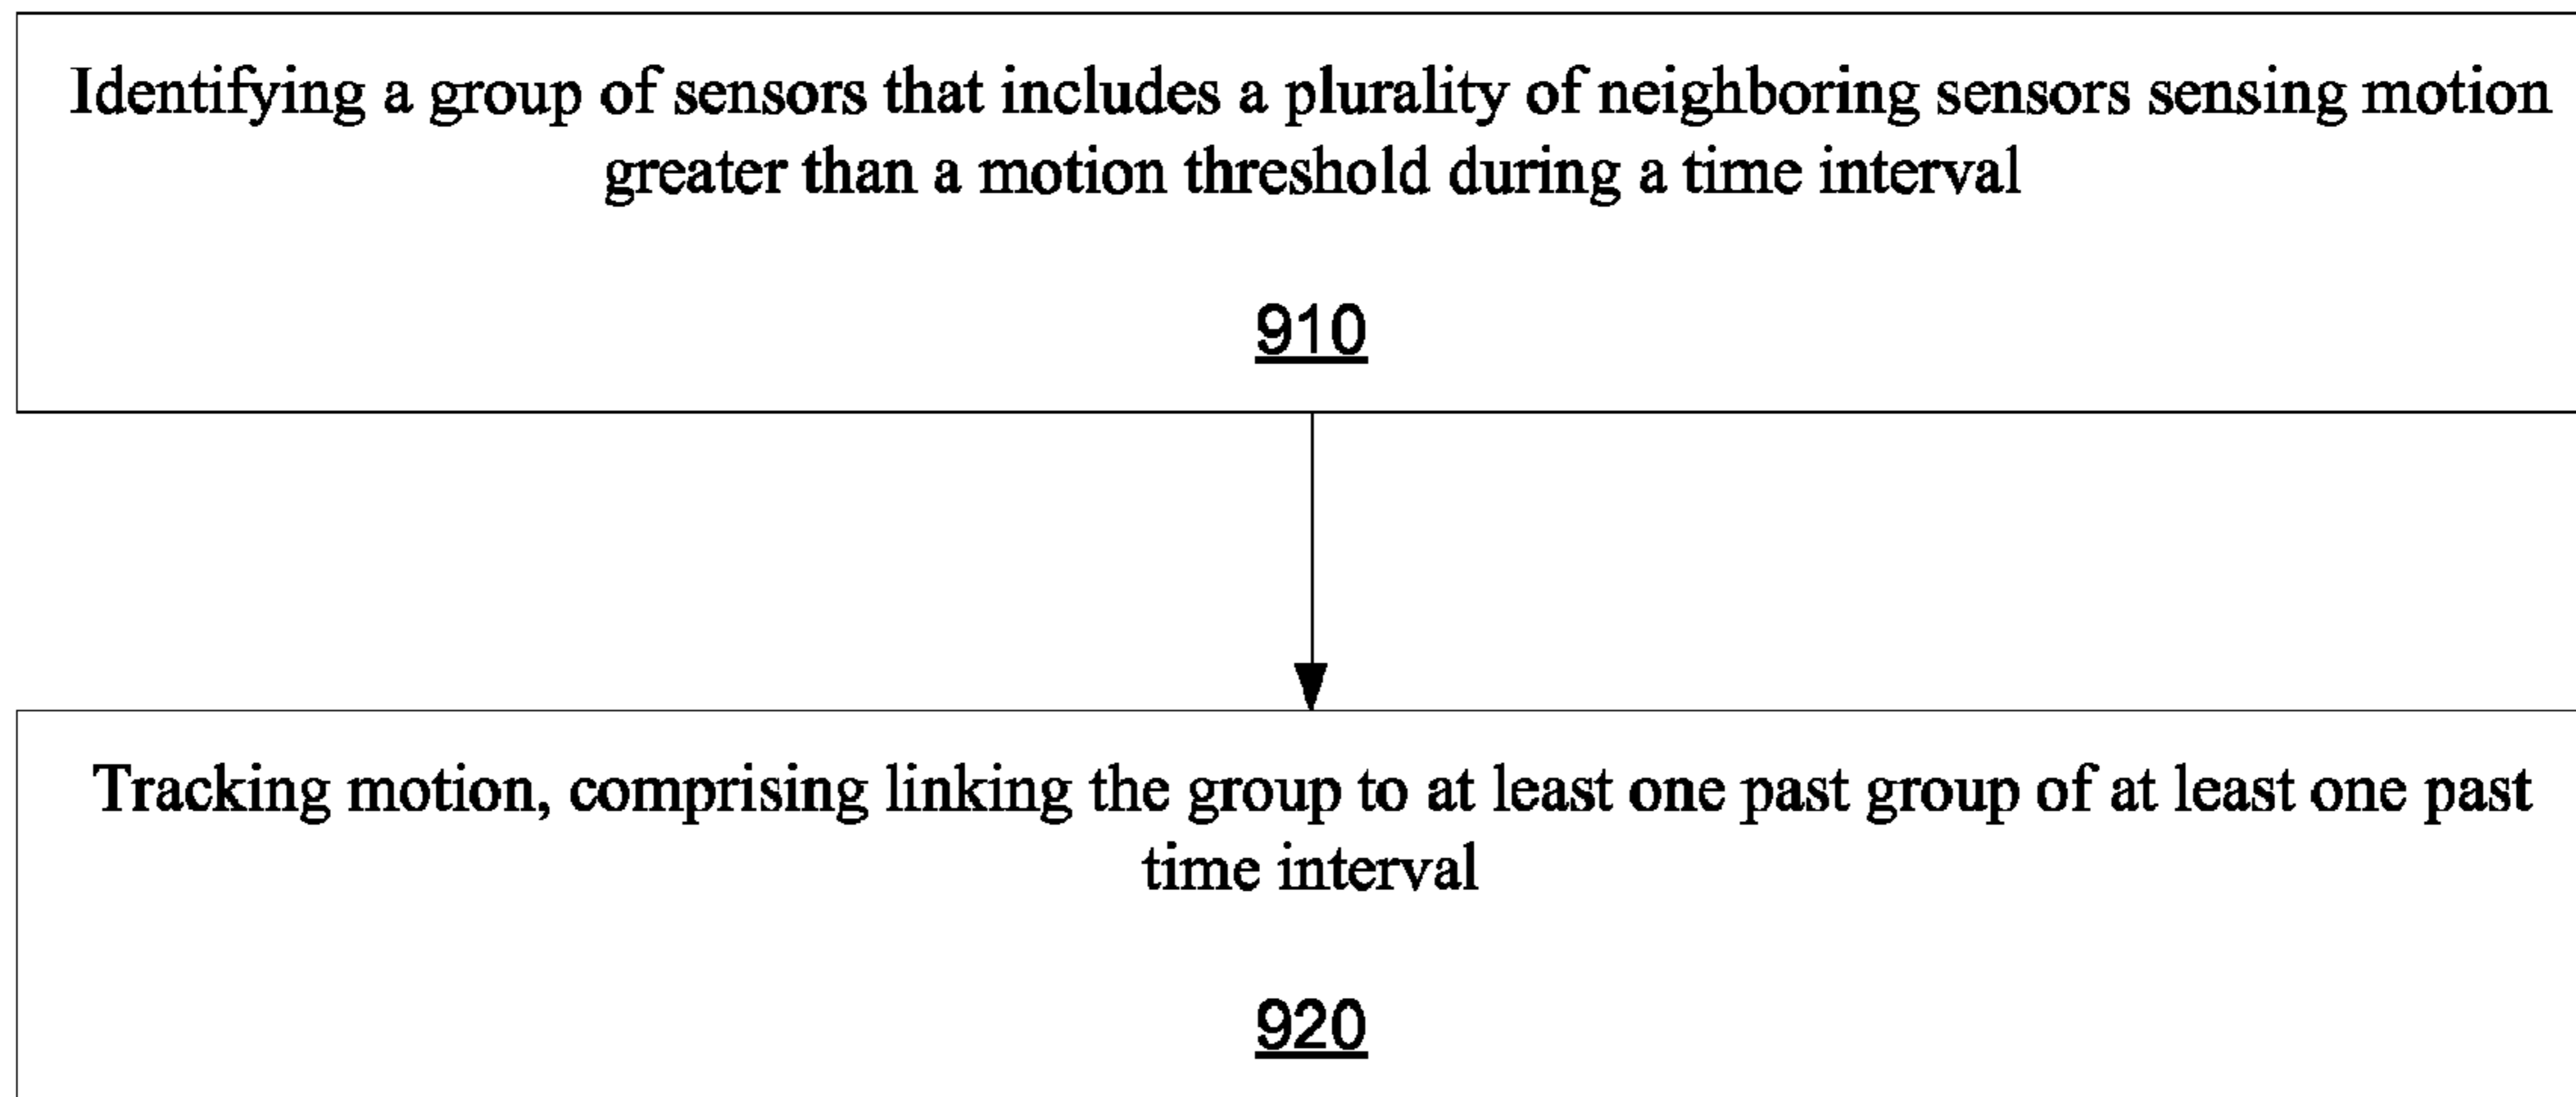 Identifying a group of sensors that includes a plurality of neighboring sensors sensing motion
greater than a motion threshold during a time interval
910
Tracking motion, comprising linking the group to at least one past group of at least one past
time interval
920